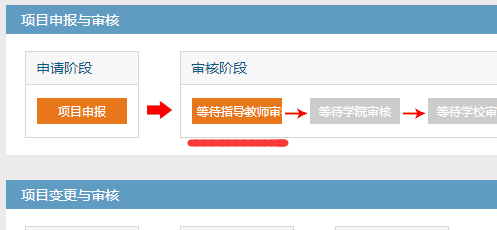 项目申报与审核
申请阶段
审核阶段
项目申报
等待指导教师审
等待学院审核
等待学校审
项目变更与审核